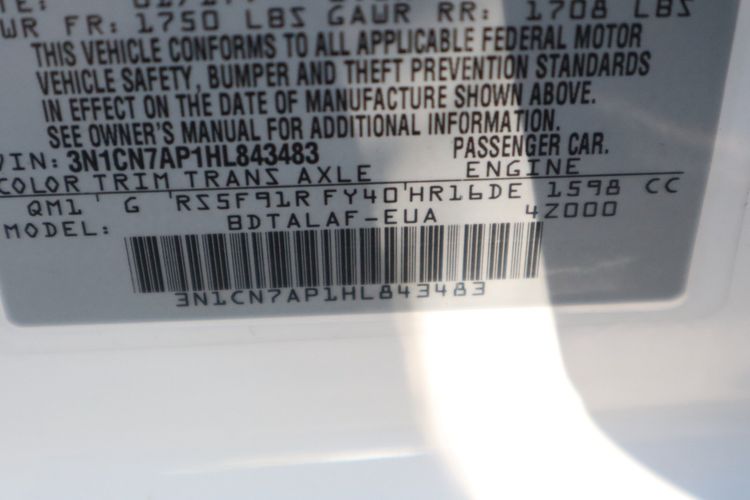 WR FR: 1750 LBS GAWR RR: 1708 LBS
THIS VEHICLE CONFORMS TO ALL APPLICABLE FEDERAL MOTOR
VEHICLE SAFETY, BUMPER AND THEFT PREVENTION STANDARDS
IN EFFECT ON THE DATE OF MANUFACTURE SHOWN ABOVE.
SEE OWNER'S MANUAL FOR ADDITIONAL INFORMATION.
VIN: 3N1CN7AP1HL843483 PASSENGER CAR.
COLOR TRIM TRANS AXLE ENGINE
QM1 G RS5F91R FY40 HR16DE 1598 CC
MODEL: BDTALAF-EUA 4Z000
3N1CN7AP1HL843483